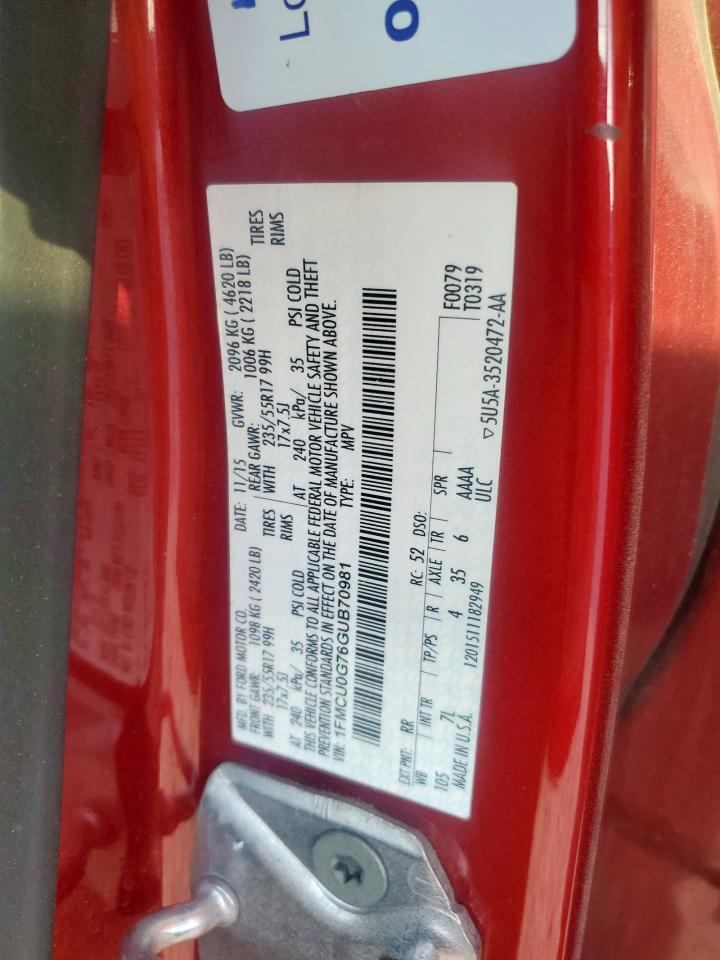 LO
0
MFD. BY FORD MOTOR CO. DATE: 11/15 GVWR: 2096 KG ( 4620 LB)
FRONT GAWR: 1098 KG ( 2420 LB) REAR GAWR: 1006 KG ( 2218 LB)
WITH 235/55R17 99H TIRES WITH 235/55R17 99H TIRES
17x7.5J RIMS 17x7.5J RIMS
AT 240 kPa/ 35 PSI COLD AT 240 kPa/ 35 PSI COLD
THIS VEHICLE CONFORMS TO ALL APPLICABLE FEDERAL MOTOR VEHICLE SAFETY AND THEFT
PREVENTION STANDARDS IN EFFECT ON THE DATE OF MANUFACTURE SHOWN ABOVE.
VIN: 1FMCU0G76GUB70981 TYPE: MPV
EXT PNT: RR RC: 52 DSO: F0079
WB INT TR TP/PS R AXLE TR SPR T0319
105 7L 4 35 6 AAAA
MADE IN U.S.A. 1201511182949 ULC ▽5U5A-3520472-AA